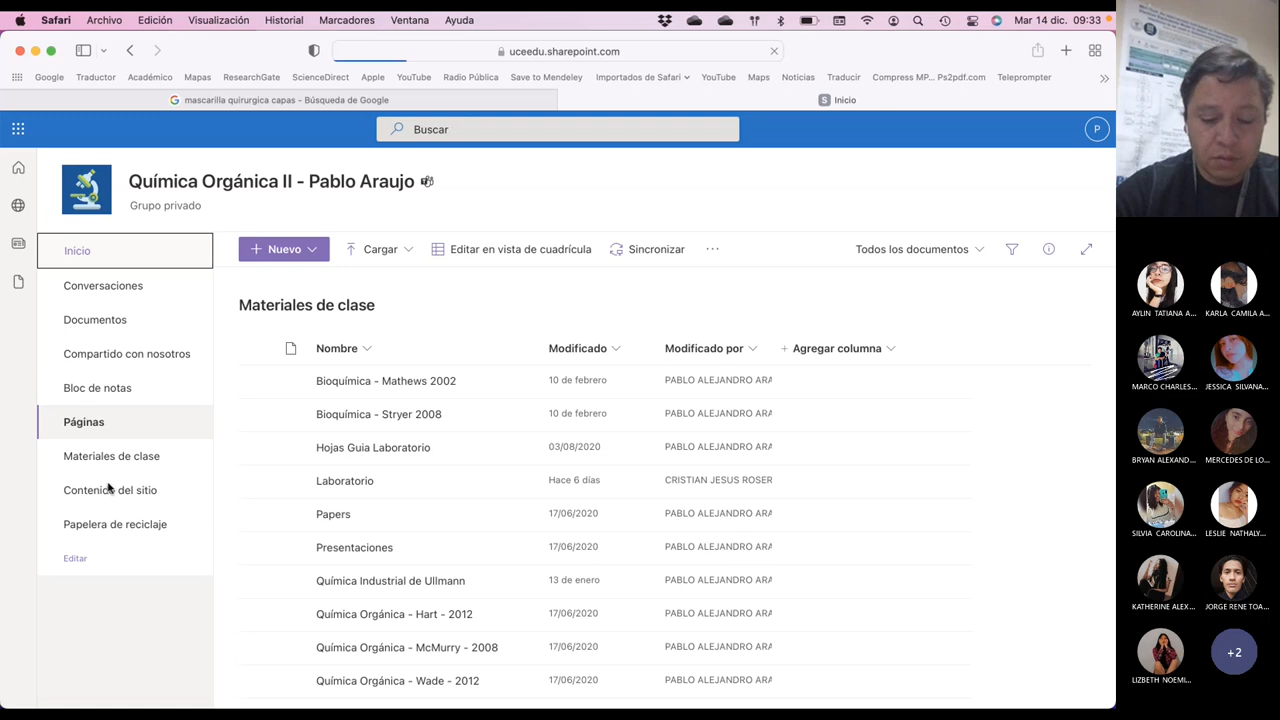 Safari Archivo Edición Visualización Historial Marcadores Ventana Ayuda Mar 14 dic. 09:33
uceedu.sharepoint.com
Google Traductor Académico Mapas ResearchGate ScienceDirect Apple YouTube Radio Pública Save to Mendeley Importados de Safari YouTube Maps Noticias Traducir Compress MP... Ps2pdf.com Teleprompter
mascarilla quirurgica capas - Búsqueda de Google
S Inicio
Buscar
P
Química Orgánica II - Pablo Araujo
Grupo privado
Inicio
Conversaciones
Documentos
Compartido con nosotros
Bloc de notas
Páginas
Materiales de clase
Contenido del sitio
Papelera de reciclaje
Editar
+ Nuevo Cargar Editar en vista de cuadrícula Sincronizar ... Todos los documentos
Materiales de clase
Nombre Modificado Modificado por + Agregar columna
Bioquímica - Mathews 2002 10 de febrero PABLO ALEJANDRO ARA
Bioquímica - Stryer 2008 10 de febrero PABLO ALEJANDRO ARA
Hojas Guia Laboratorio 03/08/2020 PABLO ALEJANDRO ARA
Laboratorio Hace 6 días CRISTIAN JESUS ROSER
Papers 17/06/2020 PABLO ALEJANDRO ARA
Presentaciones 17/06/2020 PABLO ALEJANDRO ARA
Química Industrial de Ullmann 13 de enero PABLO ALEJANDRO ARA
Química Orgánica - Hart - 2012 17/06/2020 PABLO ALEJANDRO ARA
Química Orgánica - McMurry - 2008 17/06/2020 PABLO ALEJANDRO ARA
Química Orgánica - Wade - 2012 17/06/2020 PABLO ALEJANDRO ARA
AYLIN TATIANA A... KARLA CAMILA A...
MARCO CHARLES... JESSICA SILVANA...
BRYAN ALEXAND... MERCEDES DE LO...
SILVIA CAROLINA... LESLIE NATHALY...
KATHERINE ALEX... JORGE RENE TOA...
LIZBETH NOEMI... +2